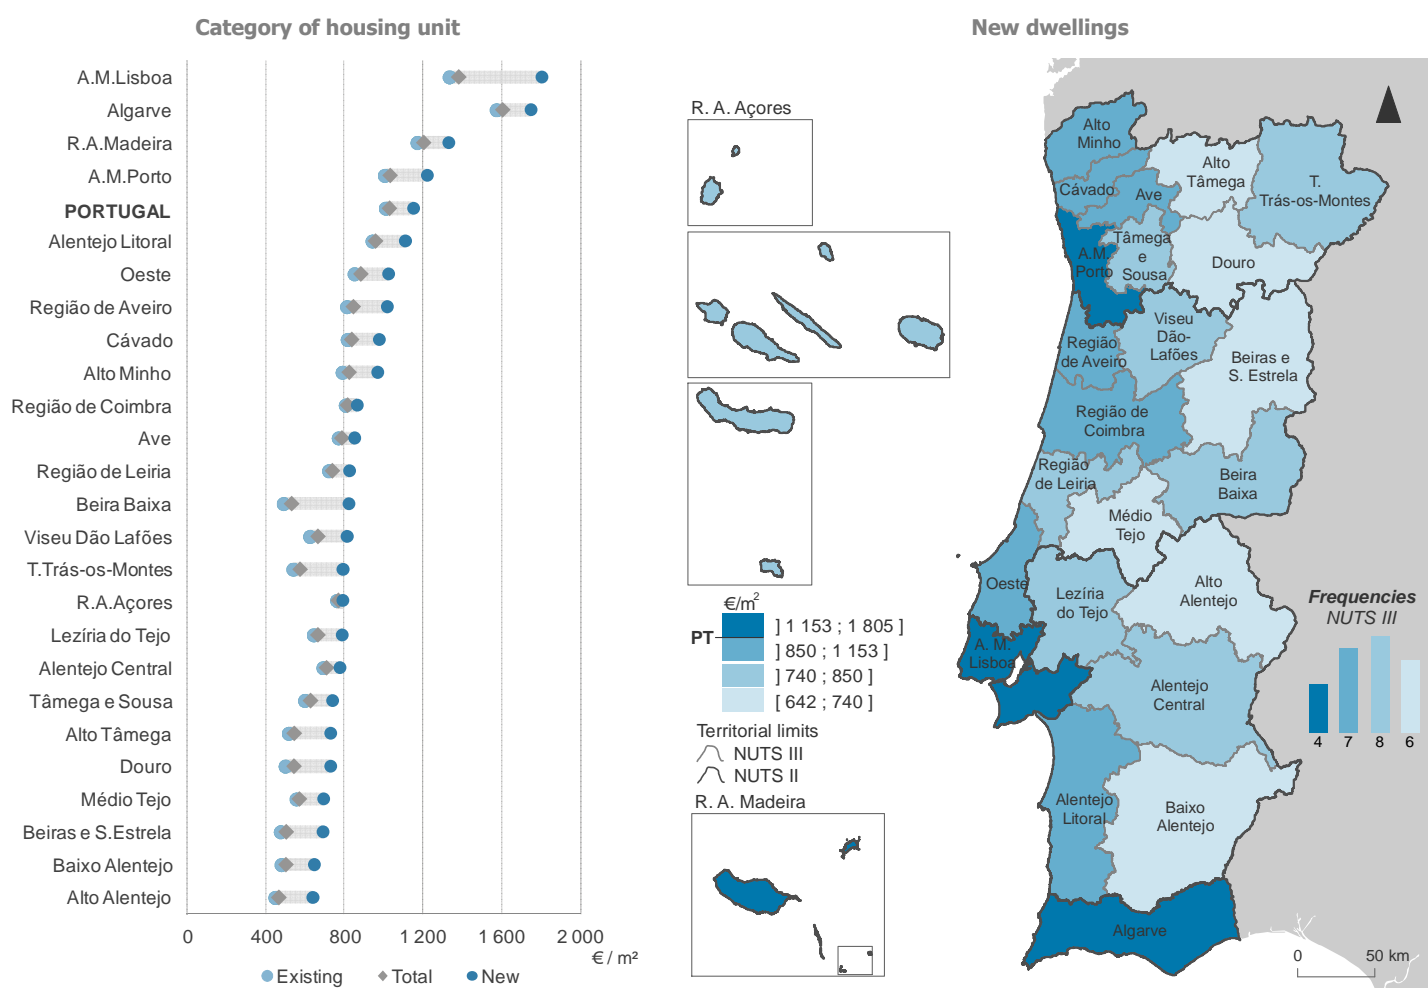 Category of housing unit
New dwellings
A.M.Lisboa
Algarve
R.A.Madeira
A.M.Porto
PORTUGAL
Alentejo Litoral
Oeste
Região de Aveiro
Cávado
Alto Minho
Região de Coimbra
Ave
Região de Leiria
Beira Baixa
Viseu Dão Lafões
T.Trás-os-Montes
R.A.Açores
Lezíria do Tejo
Alentejo Central
Tâmega e Sousa
Alto Tâmega
Douro
Médio Tejo
Beiras e S.Estrela
Baixo Alentejo
Alto Alentejo
0 400 800 1 200 1 600 2 000
€ / m²
Existing Total New
R. A. Açores
€/m²
PT
] 1 153 ; 1 805 ]
] 850 ; 1 153 ]
] 740 ; 850 ]
[ 642 ; 740 ]
Territorial limits
NUTS III
NUTS II
R. A. Madeira
Alto
Minho
Cávado
Ave
Alto
Tâmega
T.
Trás-os-Montes
A.M.
Porto
Tâmega
e
Sousa
Douro
Região
de Aveiro
Viseu
Dão-
Lafões
Beiras e
S. Estrela
Região de
Coimbra
Região
de Leiria
Beira
Baixa
Médio
Tejo
Oeste
Lezíria
do Tejo
Alto
Alentejo
A. M.
Lisboa
Alentejo
Central
Alentejo
Litoral
Baixo
Alentejo
Algarve
Frequencies
NUTS III
4 7 8 6
0 50 km